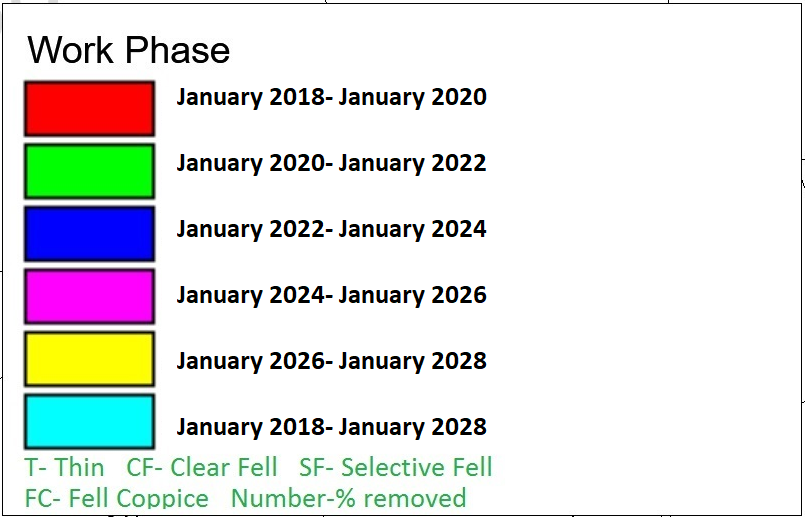 Work Phase
January 2018- January 2020
January 2020- January 2022
January 2022- January 2024
January 2024- January 2026
January 2026- January 2028
January 2018- January 2028
T- Thin CF- Clear Fell SF- Selective Fell
FC- Fell Coppice Number-% removed